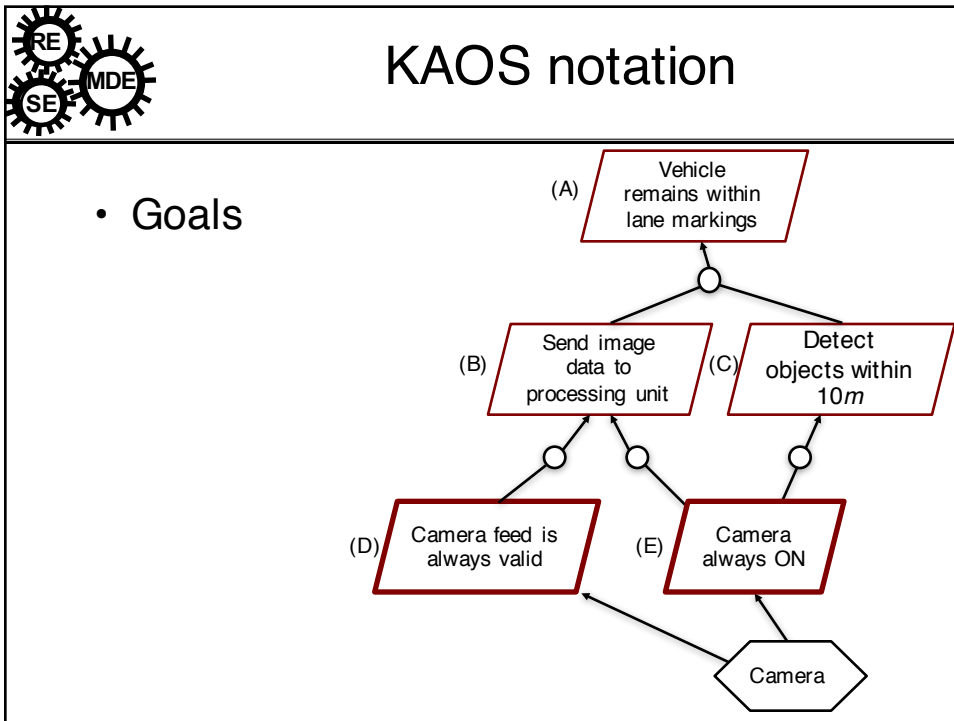 RE
MDE
SE
KAOS notation
• Goals
(A)
Vehicle
remains within
lane markings
(B)
Send image
data to
processing unit
(C)
Detect
objects within
10m
(D)
Camera feed is
always valid
(E)
Camera
always ON
Camera